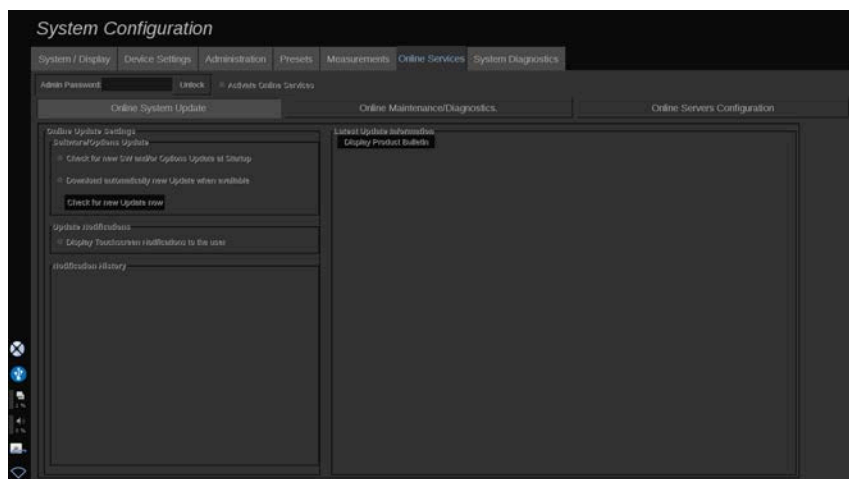 System Configuration
System / Display Device Settings Administration Presets Measurements Online Services System Diagnostics
Admin Password: Unlock Activate Online Services
Online System Update Online Maintenance/Diagnostics. Online Servers Configuration
Online Update Settings
Software/Options Update
Check for new SW and/or Options Update at Startup
Download automatically new Update when available
Check for new Update now
Update Notifications
Display Touchscreen Notifications to the user
Notification History
Latest Update Information
Display Product Bulletin